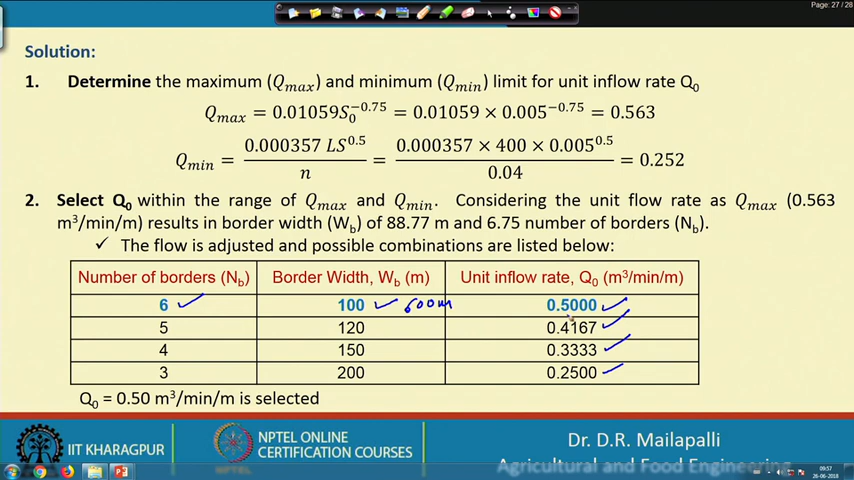 Page: 27 / 28
Solution:
1. Determine the maximum (Qmax) and minimum (Qmin) limit for unit inflow rate Q0
Qmax = 0.01059S0^−0.75 = 0.01059 × 0.005^−0.75 = 0.563
Qmin = 0.000357 LS^0.5 / n = 0.000357 × 400 × 0.005^0.5 / 0.04 = 0.252
2. Select Q0 within the range of Qmax and Qmin. Considering the unit flow rate as Qmax (0.563
m³/min/m) results in border width (Wb) of 88.77 m and 6.75 number of borders (Nb).
✓ The flow is adjusted and possible combinations are listed below:
Number of borders (Nb) Border Width, Wb (m) Unit inflow rate, Q0 (m³/min/m)
6 ✓ 100 ✓ 600m 0.5000 ✓
5 120 0.4167 ✓
4 150 0.3333 ✓
3 200 0.2500 ✓
Q0 = 0.50 m³/min/m is selected
IIT KHARAGPUR
NPTEL ONLINE
CERTIFICATION COURSES
Dr. D.R. Mailapalli
Agricultural and Food Engineering
09:57
26-06-2018